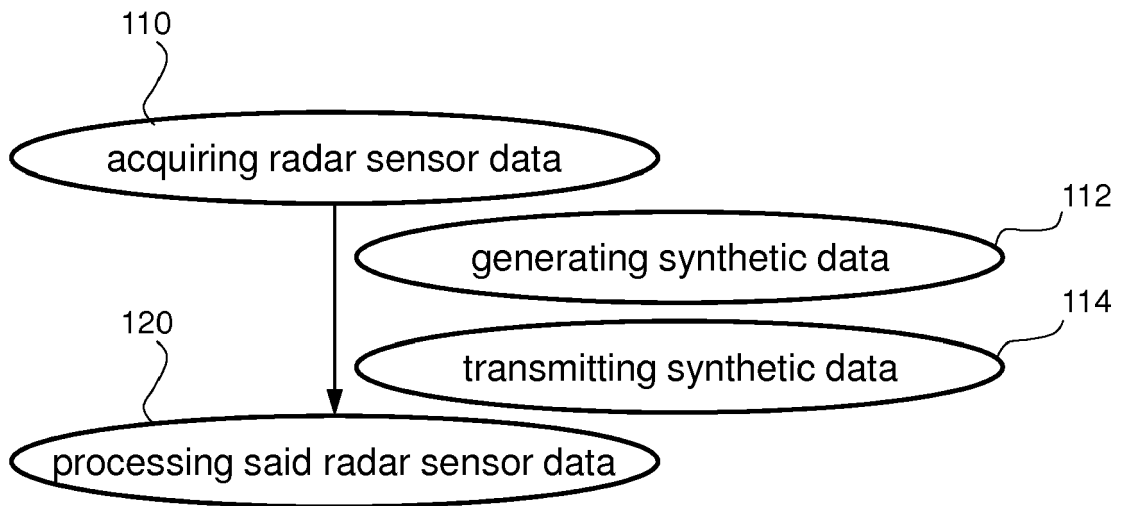 110
acquiring radar sensor data
112
generating synthetic data
114
transmitting synthetic data
120
processing said radar sensor data